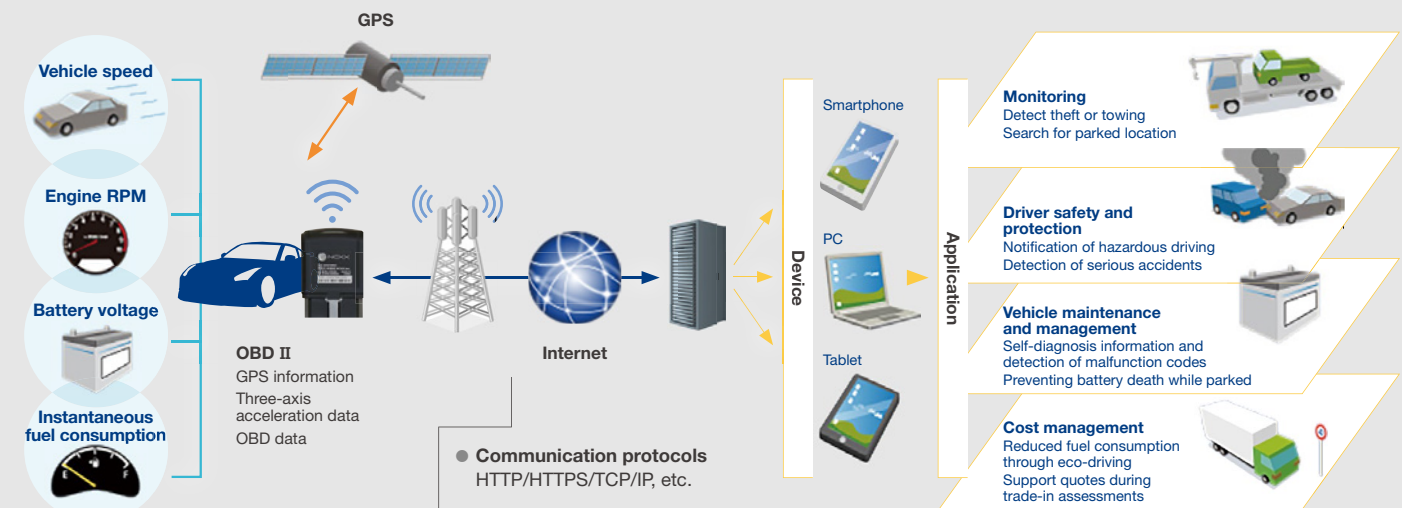 GPS
Vehicle speed
Engine RPM
Battery voltage
Instantaneous
fuel consumption
OBD II
GPS information
Three-axis
acceleration data
OBD data
Internet
Communication protocols
HTTP/HTTPS/TCP/IP, etc.
Device
Smartphone
PC
Tablet
Application
Monitoring
Detect theft or towing
Search for parked location
Driver safety and
protection
Notification of hazardous driving
Detection of serious accidents
Vehicle maintenance
and management
Self-diagnosis information and
detection of malfunction codes
Preventing battery death while parked
Cost management
Reduced fuel consumption
through eco-driving
Support quotes during
trade-in assessments